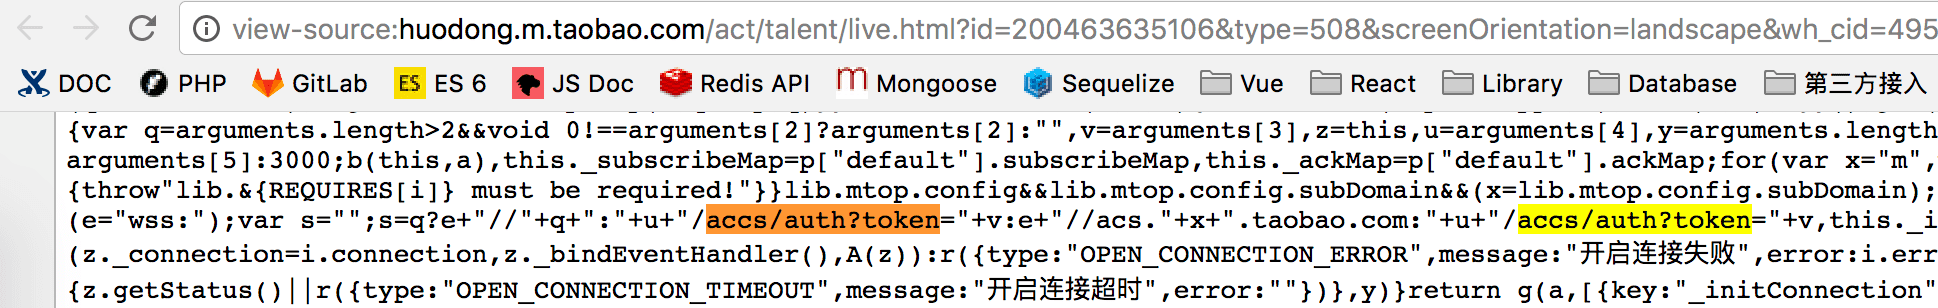 view-source:huodong.m.taobao.com/act/talent/live.html?id=200463635106&type=508&screenOrientation=landscape&wh_cid=495
DOC PHP GitLab ES ES 6 JS Doc Redis API m Mongoose Sequelize Vue React Library Database 第三方接入
{var q=arguments.length>2&&void 0!==arguments[2]?arguments[2]:"",v=arguments[3],z=this,u=arguments[4],y=arguments.length
arguments[5]:3000;b(this,a),this._subscribeMap=p["default"].subscribeMap,this._ackMap=p["default"].ackMap;for(var x="m",
{throw"lib.&{REQUIRES[i]} must be required!"}}lib.mtop.config&&lib.mtop.config.subDomain&&(x=lib.mtop.config.subDomain);
(e="wss:");var s="";s=q?e+"//"+q+":"+u+"/accs/auth?token="+v:e+"//acs."+x+".taobao.com:"+u+"/accs/auth?token="+v,this._i
(z._connection=i.connection,z._bindEventHandler(),A(z)):r({type:"OPEN_CONNECTION_ERROR",message:"开启连接失败",error:i.err
{z.getStatus()||r({type:"OPEN_CONNECTION_TIMEOUT",message:"开启连接超时",error:""})},y)}return g(a,[{key:"_initConnection"